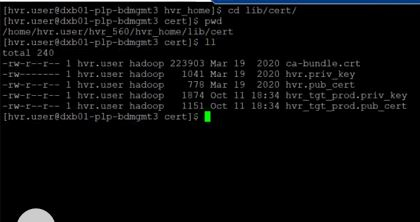 [hvr.user@dxb01-plp-bdmgmt3 hvr_home]$ cd lib/cert/
[hvr.user@dxb01-plp-bdmgmt3 cert]$ pwd
/home/hvr.user/hvr_560/hvr_home/lib/cert
[hvr.user@dxb01-plp-bdmgmt3 cert]$ ll
total 240
-rw-r--r-- 1 hvr.user hadoop 223903 Mar 19  2020 ca-bundle.crt
-rw-r--r-- 1 hvr.user hadoop   1041 Mar 19  2020 hvr.priv_key
-rw-r--r-- 1 hvr.user hadoop    778 Mar 19  2020 hvr.pub_cert
-rw-r--r-- 1 hvr.user hadoop   1874 Oct 11 18:34 hvr_tgt_prod.priv_key
-rw-r--r-- 1 hvr.user hadoop   1151 Oct 11 18:34 hvr_tgt_prod.pub_cert
[hvr.user@dxb01-plp-bdmgmt3 cert]$